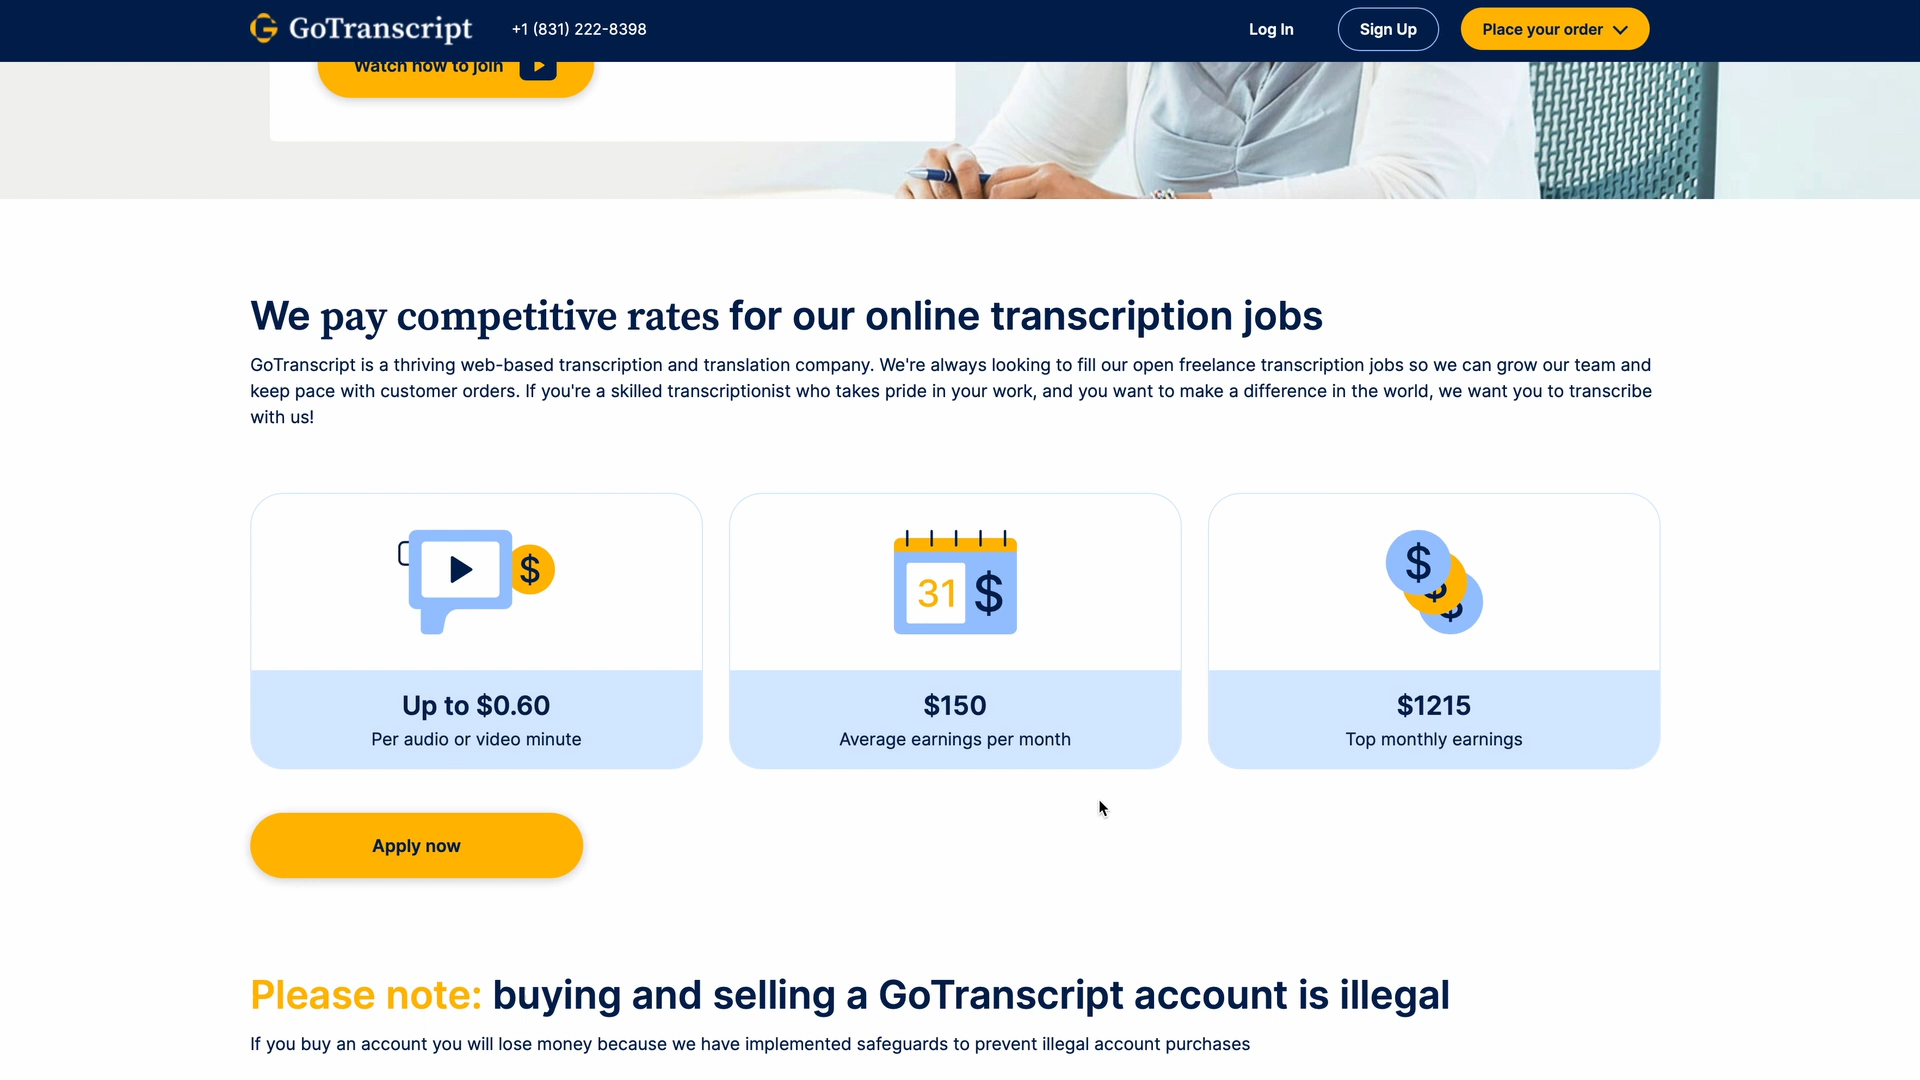 GoTranscript
+1 (831) 222-8398
Log In
Sign Up
Place your order
Watch how to join
We pay competitive rates for our online transcription jobs
GoTranscript is a thriving web-based transcription and translation company. We're always looking to fill our open freelance transcription jobs so we can grow our team and
keep pace with customer orders. If you're a skilled transcriptionist who takes pride in your work, and you want to make a difference in the world, we want you to transcribe
with us!
$
31 $
$
$
$
Up to $0.60
Per audio or video minute
$150
Average earnings per month
$1215
Top monthly earnings
Apply now
Please note: buying and selling a GoTranscript account is illegal
If you buy an account you will lose money because we have implemented safeguards to prevent illegal account purchases